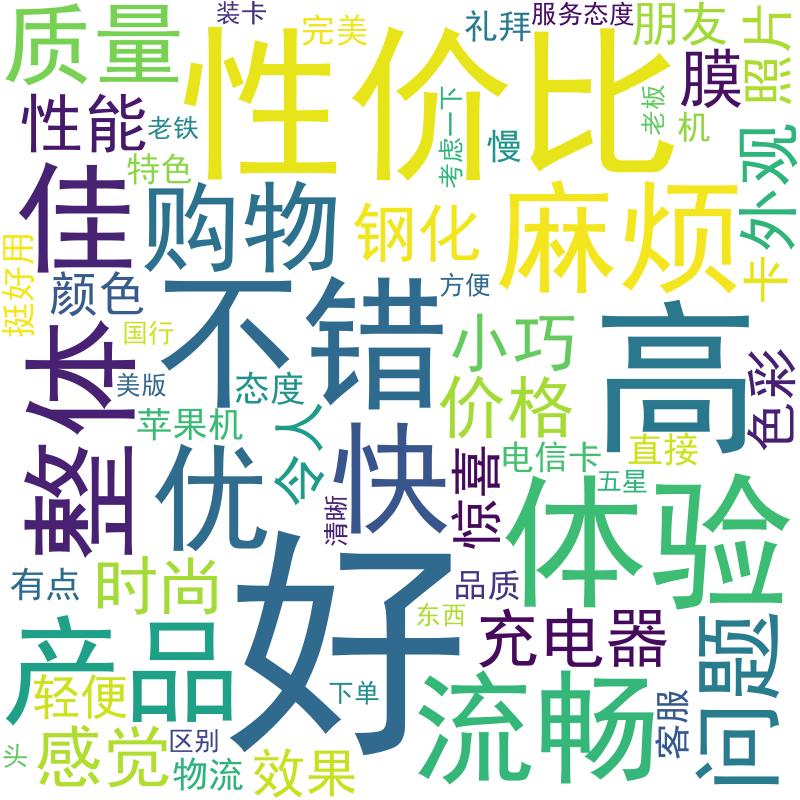 装卡
完美
礼拜
服务态度
朋友
照片
质量
性价比
膜
老板
机
性能
老铁
考虑一下
慢
特色
外观
佳
购物
钢化
麻烦
卡
挺好用
颜色
方便
不错
高
国行
小巧
整体
美版
态度
价格
色彩
苹果机
令人
快
惊喜
电信卡
直接
优
五星
体验
清晰
好
有点
时尚
品质
产品
东西
充电器
问题
轻便
下单
流畅
客服
头
感觉
区别
物流
效果